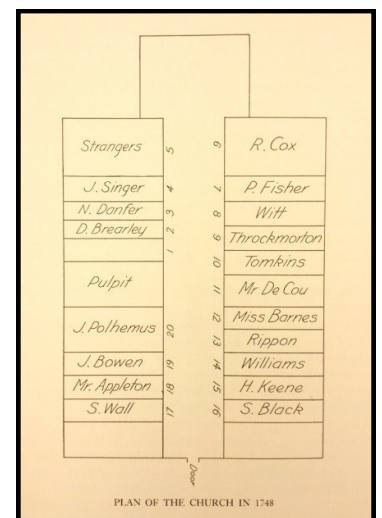 Strangers
5
J. Singer
4
N. Danfer
3
D. Brearley
2
1
Pulpit
J. Polhemus
20
J. Bowen
19
Mr. Appleton
18
S. Wall
17
6
R. Cox
7
P. Fisher
8
Witt
9
Throckmorton
10
Tomkins
11
Mr De Cou
12
Miss Barnes
13
Rippon
14
Williams
15
H. Keene
16
S. Black
Door
PLAN OF THE CHURCH IN 1748